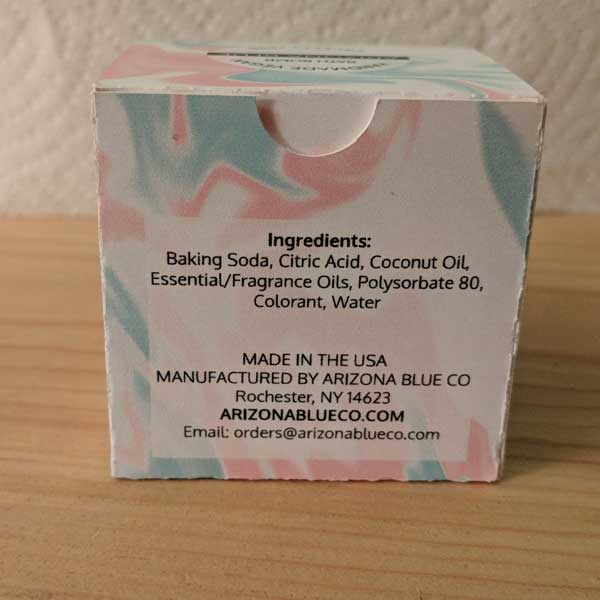 Ingredients:
Baking Soda, Citric Acid, Coconut Oil,
Essential/Fragrance Oils, Polysorbate 80,
Colorant, Water
MADE IN THE USA
MANUFACTURED BY ARIZONA BLUE CO
Rochester, NY 14623
ARIZONABLUECO.COM
Email: orders@arizonablueco.com